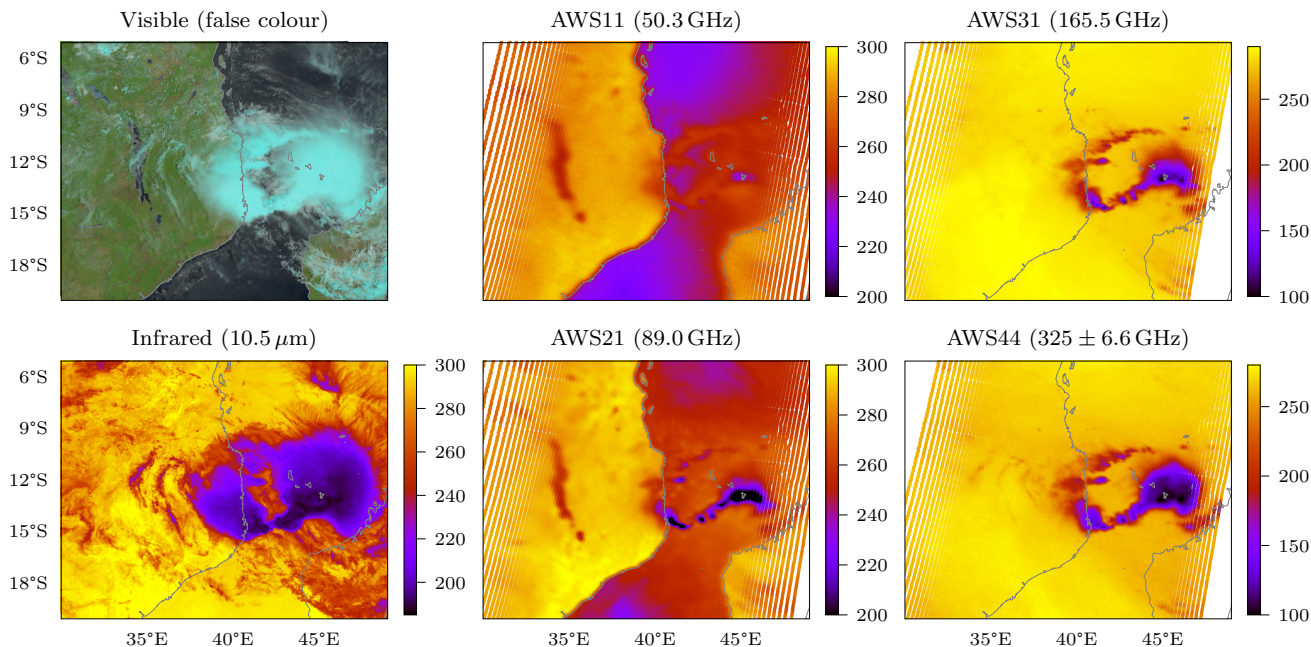 Visible (false colour)
AWS11 (50.3 GHz)
AWS31 (165.5 GHz)
6°S
9°S
12°S
15°S
18°S
300
280
260
240
220
200
250
200
150
100
Infrared (10.5 μm)
AWS21 (89.0 GHz)
AWS44 (325 ± 6.6 GHz)
6°S
9°S
12°S
15°S
18°S
300
280
260
240
220
200
300
280
260
240
220
200
250
200
150
100
35°E 40°E 45°E
35°E 40°E 45°E
35°E 40°E 45°E